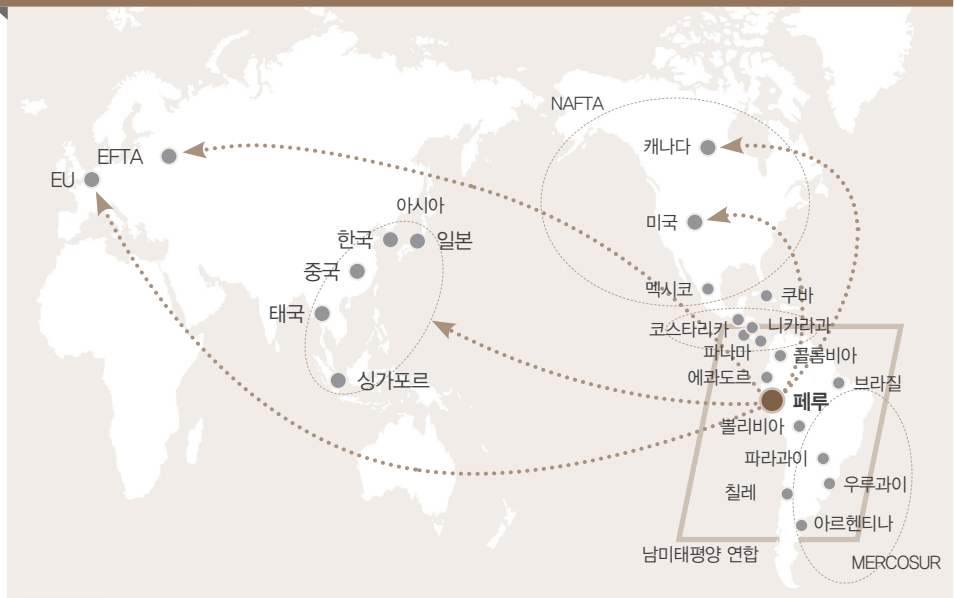 NAFTA
캐나다
EFTA
EU
아시아
미국
한국
일본
중국
멕시코
쿠바
태국
코스타리카
니카라과
파나마
콜롬비아
에콰도르
싱가포르
브라질
페루
볼리비아
파라과이
우루과이
칠레
아르헨티나
남미태평양 연합
MERCOSUR